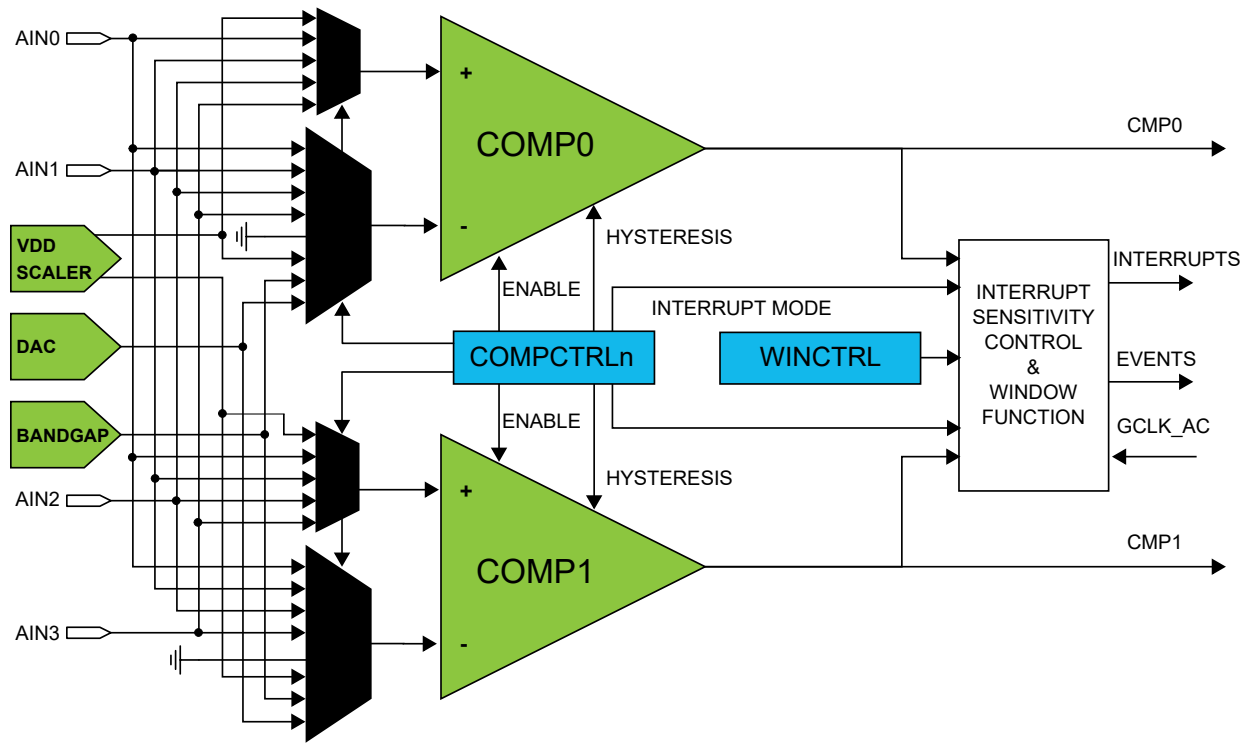 AIN0
+
COMP0
CMP0
AIN1
-
VDD
SCALER
HYSTERESIS
ENABLE
INTERRUPT MODE
INTERRUPTS
INTERRUPT
SENSITIVITY
CONTROL
&
WINDOW
FUNCTION
DAC
COMPCTRLn
WINCTRL
EVENTS
BANDGAP
ENABLE
GCLK_AC
HYSTERESIS
AIN2
+
COMP1
CMP1
AIN3
-